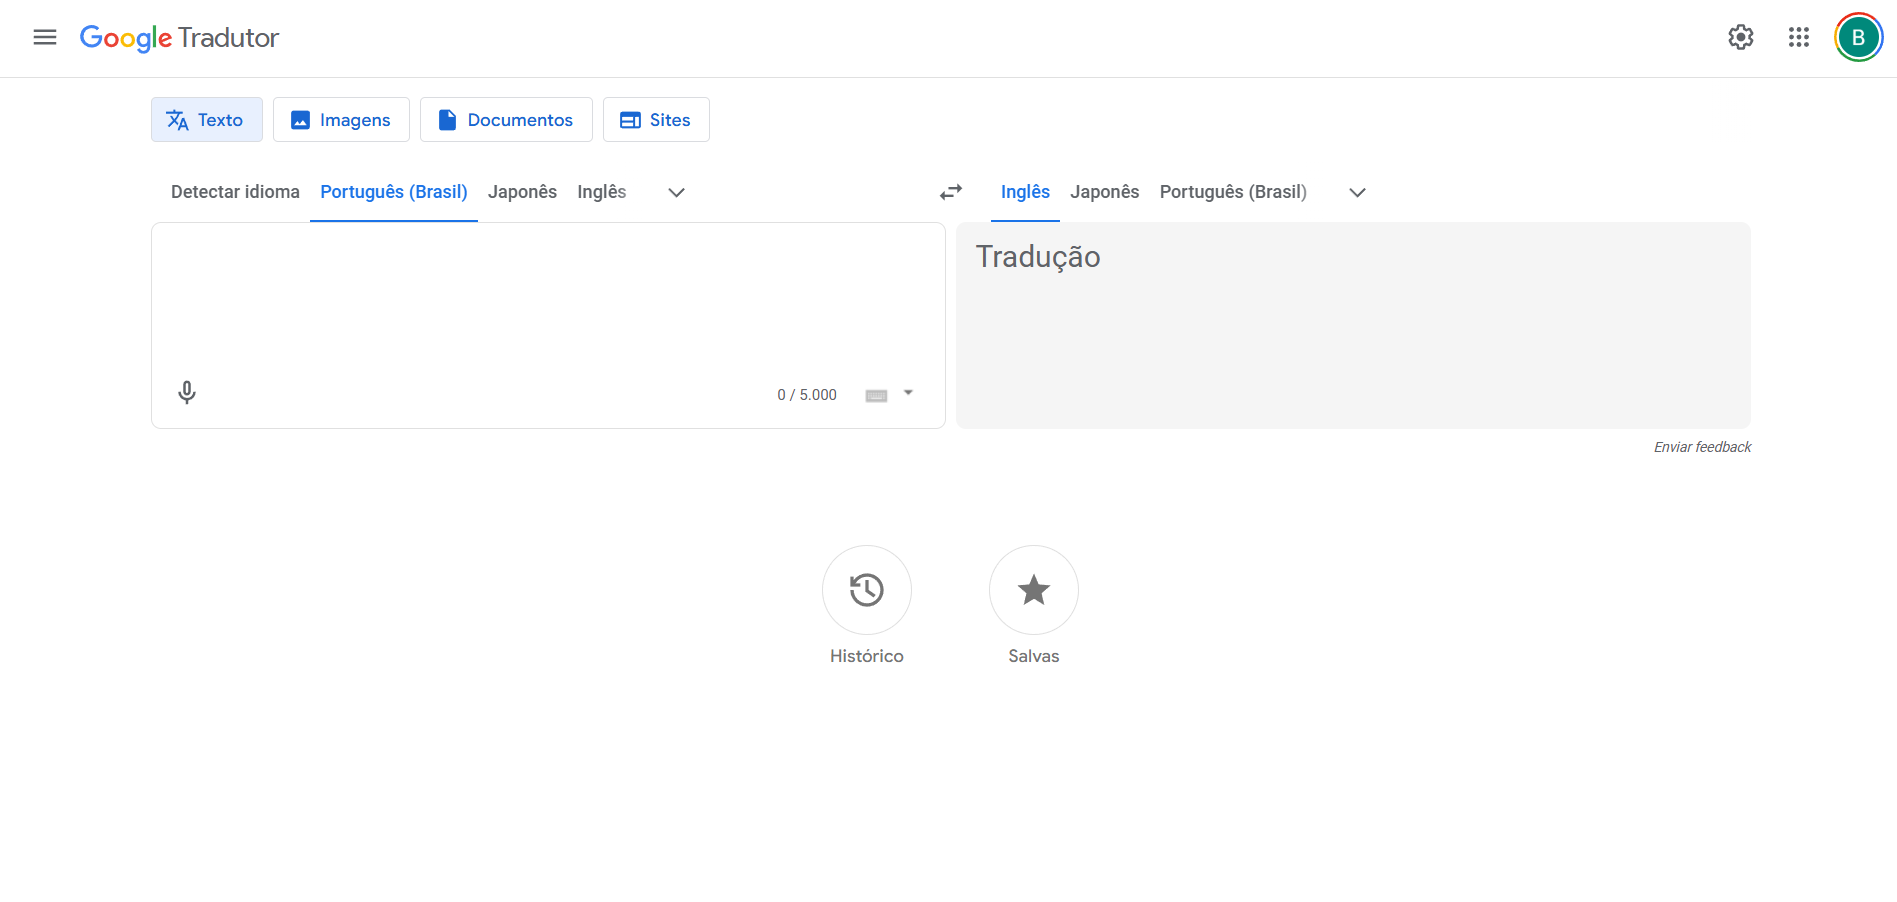 Google Tradutor
B
Texto
Imagens
Documentos
Sites
Detectar idioma
Português (Brasil)
Japonês
Inglês
Inglês
Japonês
Português (Brasil)
Tradução
0 / 5.000
Enviar feedback
Histórico
Salvas